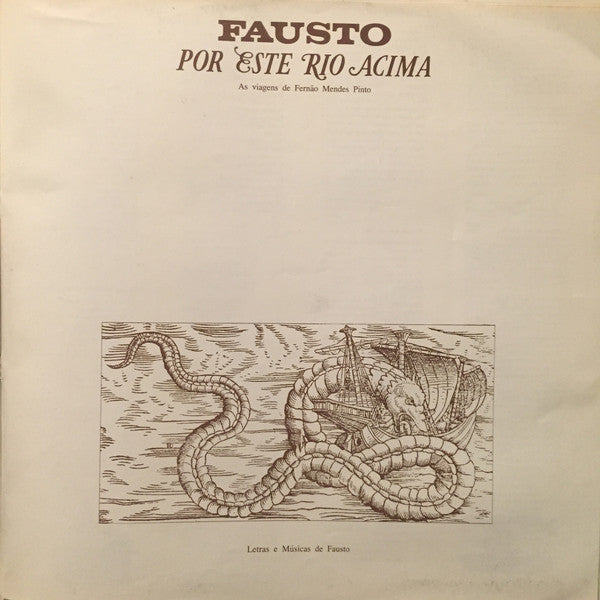 FAUSTO
POR ESTE RIO ACIMA
As viagens de Fernão Mendes Pinto
Letras e Músicas de Fausto